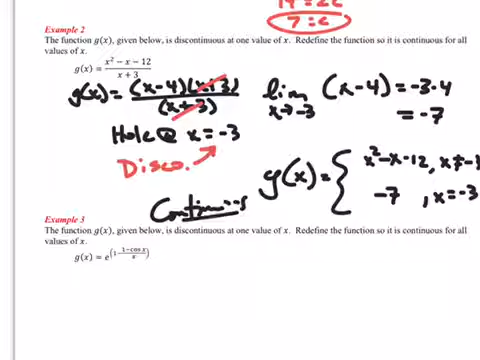 14 = 2c
7 = c
Example 2
The function g(x), given below, is discontinuous at one value of x. Redefine the function so it is continuous for all
values of x.
g(x) = x² − x − 12 / x + 3
g(x) = (x-4)(x+3) / (x+3)
lim x→-3 (x-4) = -3-4
= -7
Hole @ x = -3
Disco.
g(x) = { x²-x-12, x≠-3
-7, x=-3
Continuous
Example 3
The function g(x), given below, is discontinuous at one value of x. Redefine the function so it is continuous for all
values of x.